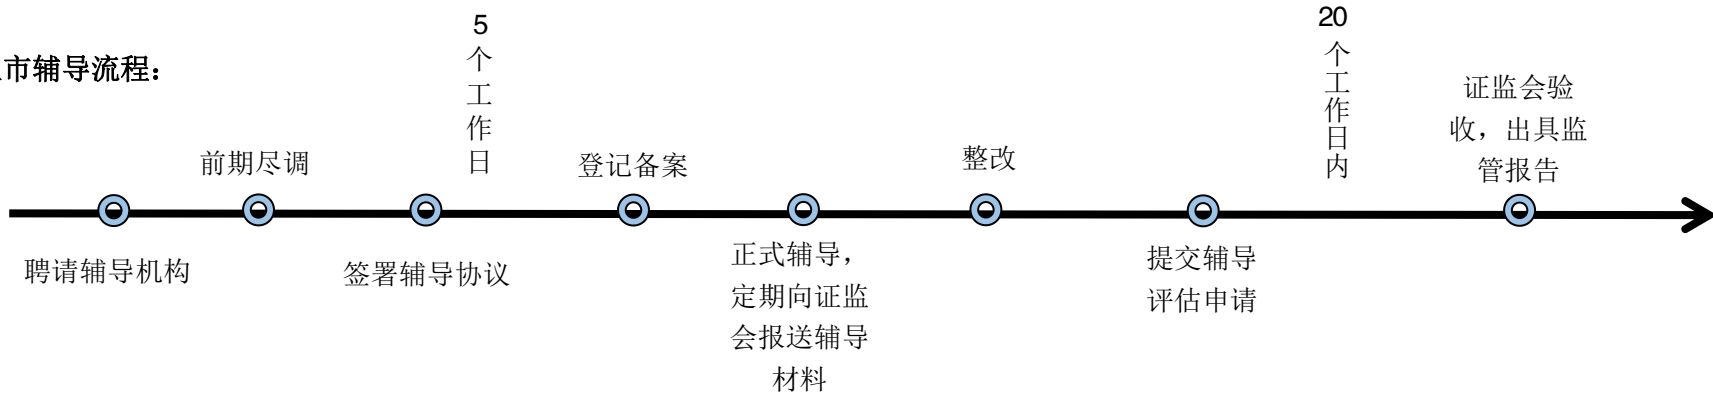 市辅导流程：
5
个
工
作
日
20
个
工
作
日
内
前期尽调
登记备案
整改
证监会验
收，出具监
管报告
聘请辅导机构
签署辅导协议
正式辅导，
定期向证监
会报送辅导
材料
提交辅导
评估申请